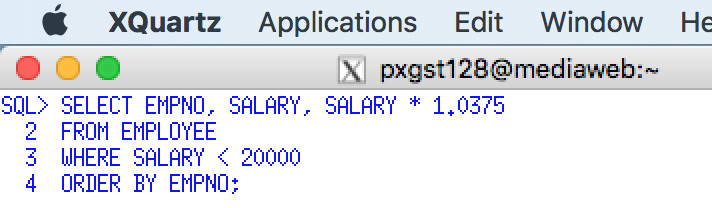 XQuartz Applications Edit Window He
X pxgst128@mediaweb:~
SQL> SELECT EMPNO, SALARY, SALARY * 1.0375
2 FROM EMPLOYEE
3 WHERE SALARY < 20000
4 ORDER BY EMPNO;